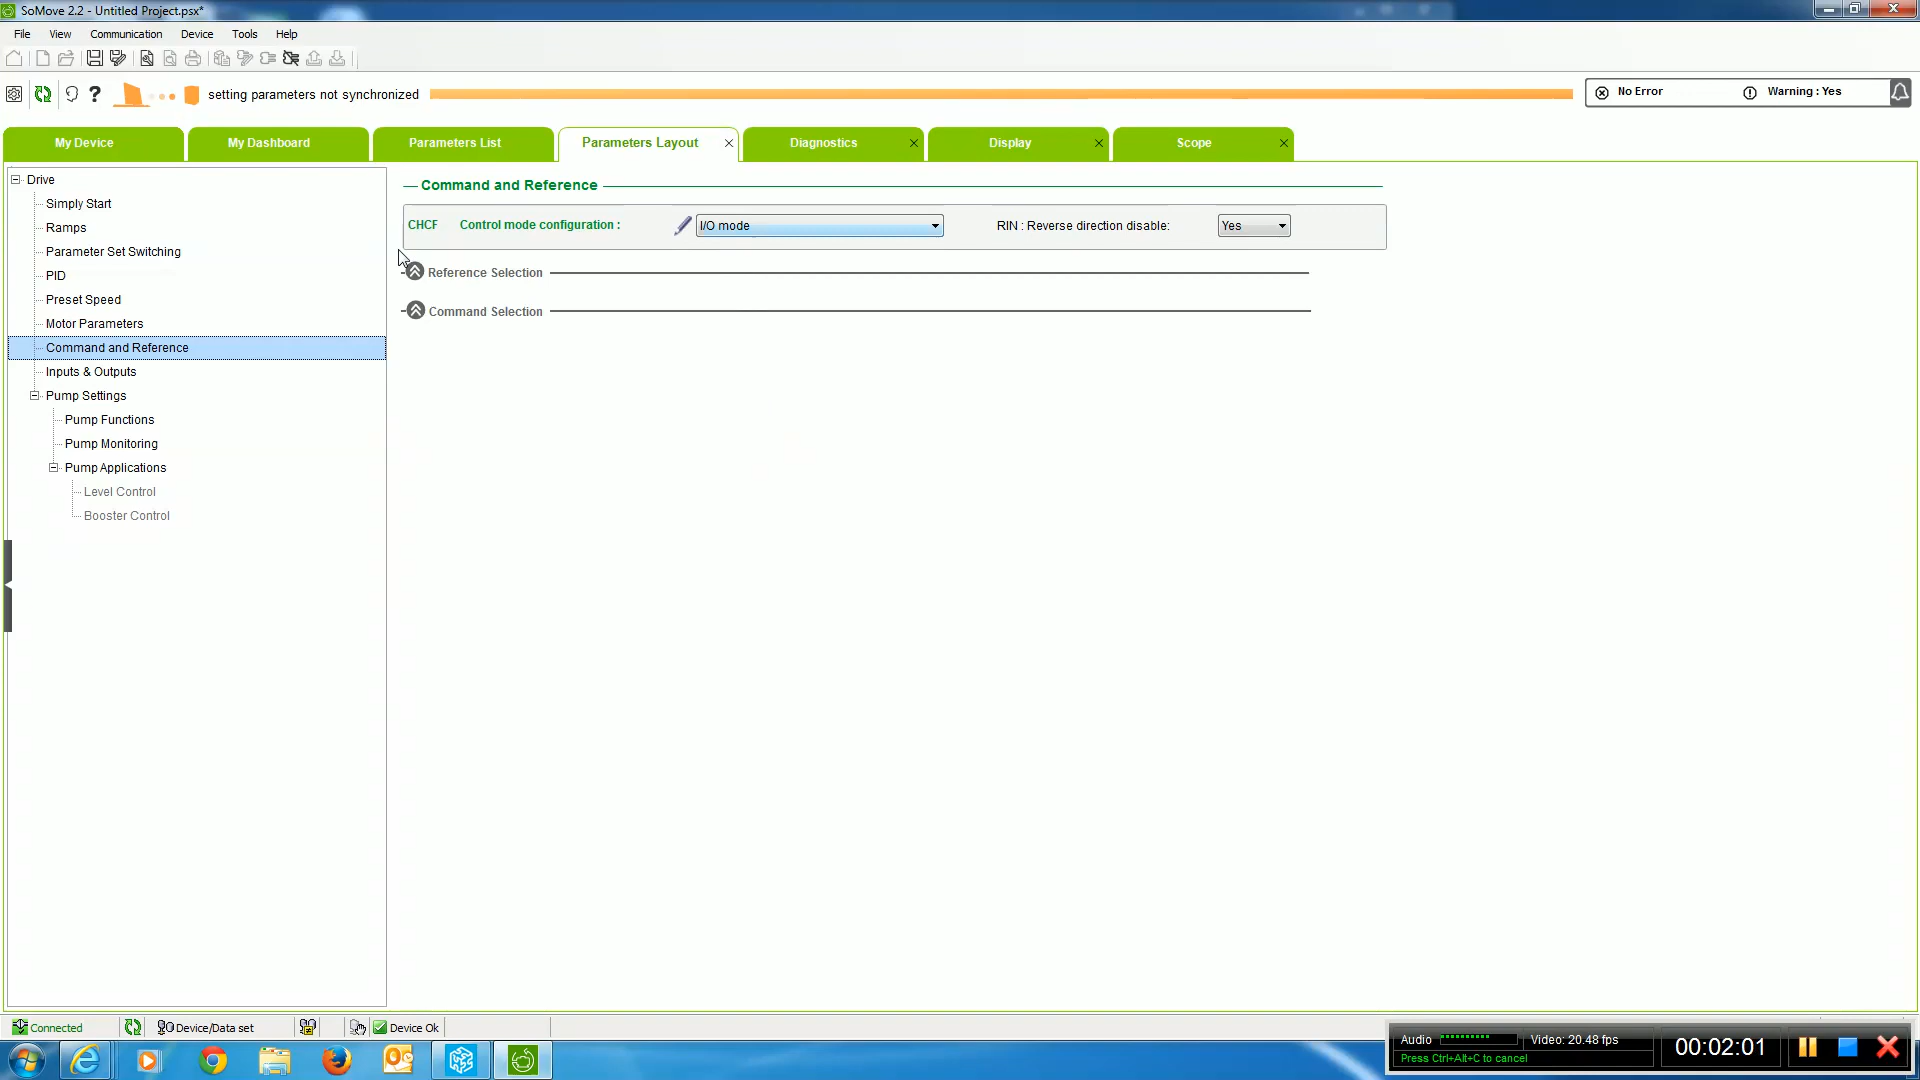 SoMove 2.2 - Untitled Project.psx*
File View Communication Device Tools Help
setting parameters not synchronized
No Error Warning : Yes
My Device My Dashboard Parameters List Parameters Layout Diagnostics Display Scope
Drive
Simply Start
Ramps
Parameter Set Switching
PID
Preset Speed
Motor Parameters
Command and Reference
Inputs & Outputs
Pump Settings
Pump Functions
Pump Monitoring
Pump Applications
Level Control
Booster Control
Command and Reference
CHCF Control mode configuration : I/O mode RIN : Reverse direction disable: Yes
Reference Selection
Command Selection
Connected Device/Data set Device Ok
Audio Video: 20.48 fps
Press Ctrl+Alt+C to cancel
00:02:01